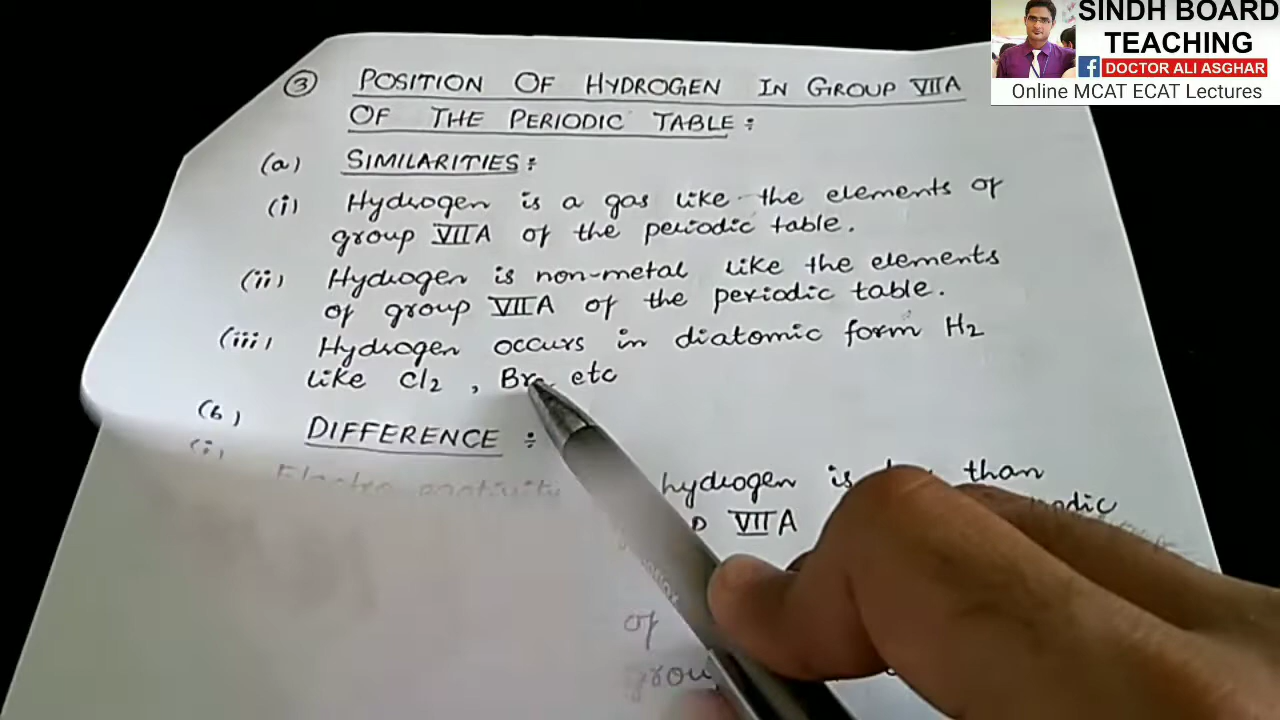 SINDH BOARD
TEACHING
f DOCTOR ALI ASGHAR
Online MCAT ECAT Lectures
③ POSITION OF HYDROGEN IN GROUP VIIA
OF THE PERIODIC TABLE :
(a) SIMILARITIES :
(i) Hydrogen is a gas like the elements of
group VIIA of the periodic table.
(ii) Hydrogen is non-metal like the elements
of group VIIA of the periodic table.
(iii) Hydrogen occurs in diatomic form H2
like Cl2 , etc
(b) DIFFERENCE ÷
(i) hydrogen is than
VIIA
of